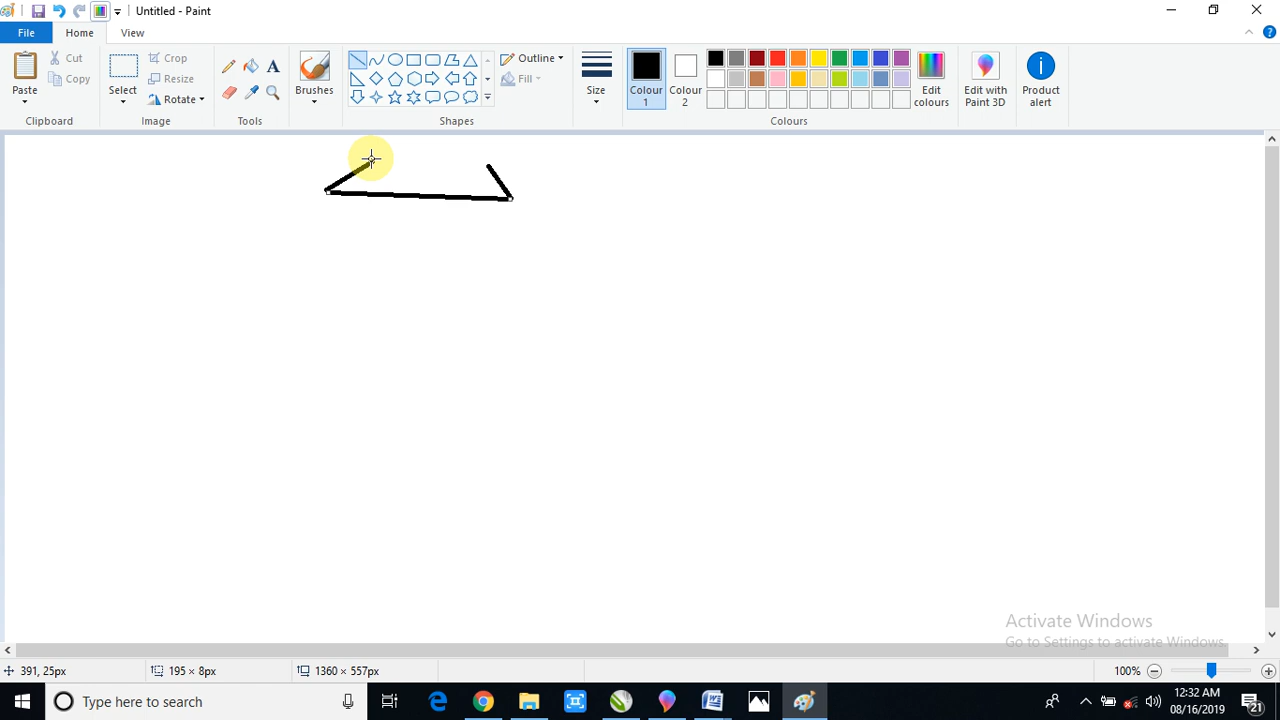 Untitled - Paint
File Home View
Paste
Cut
Copy
Clipboard
Select
Crop
Resize
Rotate
Image
A
Tools
Brushes
Outline
Fill
Shapes
Size
Colour 1
Colour 2
Edit colours
Colours
Edit with Paint 3D
Product alert
Activate Windows
Go to Settings to activate Windows.
391, 25px 195 × 8px 1360 × 557px 100%
Type here to search
12:32 AM
08/16/2019
21